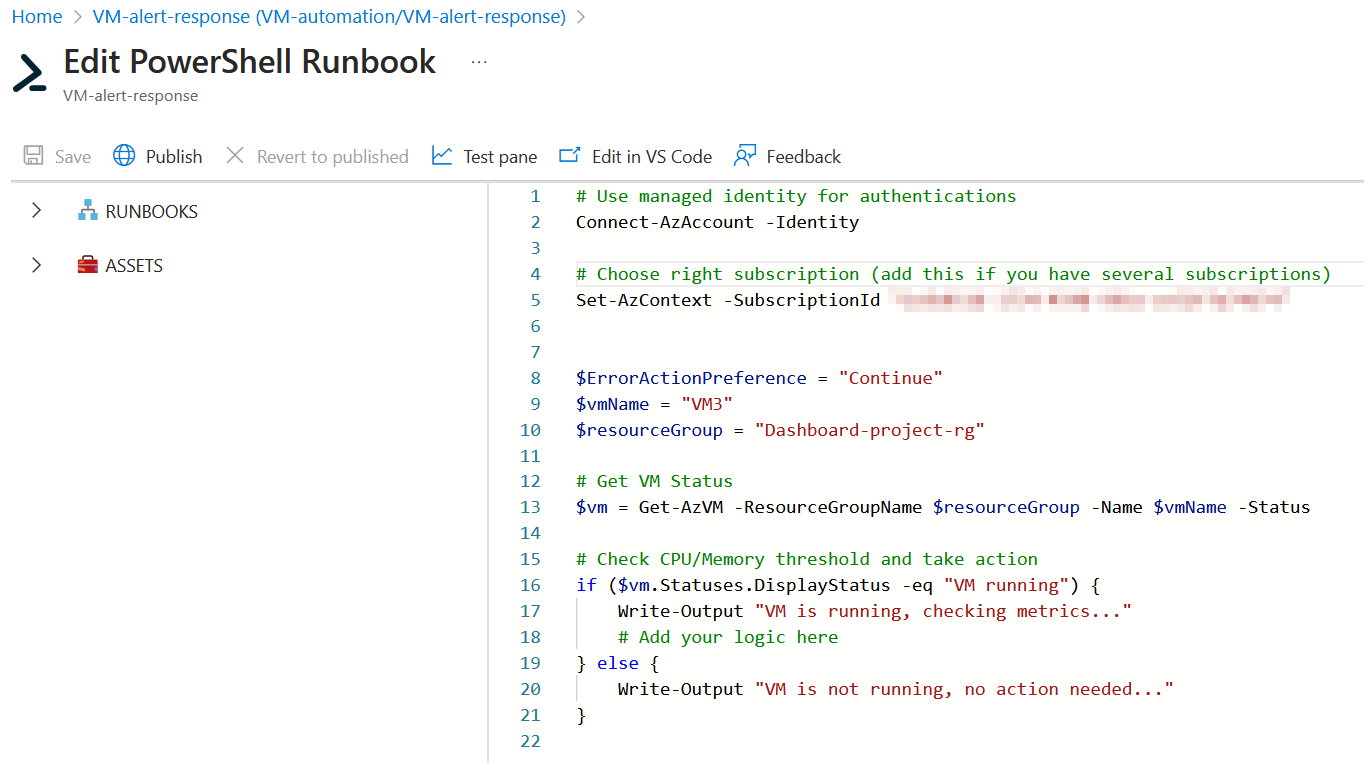 Home > VM-alert-response (VM-automation/VM-alert-response) >
Edit PowerShell Runbook ...
VM-alert-response
Save Publish Revert to published Test pane Edit in VS Code Feedback
RUNBOOKS
ASSETS
1 # Use managed identity for authentications
2 Connect-AzAccount -Identity
3
4 # Choose right subscription (add this if you have several subscriptions)
5 Set-AzContext -SubscriptionId
6
7
8 $ErrorActionPreference = "Continue"
9 $vmName = "VM3"
10 $resourceGroup = "Dashboard-project-rg"
11
12 # Get VM Status
13 $vm = Get-AzVM -ResourceGroupName $resourceGroup -Name $vmName -Status
14
15 # Check CPU/Memory threshold and take action
16 if ($vm.Statuses.DisplayStatus -eq "VM running") {
17     Write-Output "VM is running, checking metrics..."
18     # Add your logic here
19 } else {
20     Write-Output "VM is not running, no action needed..."
21 }
22